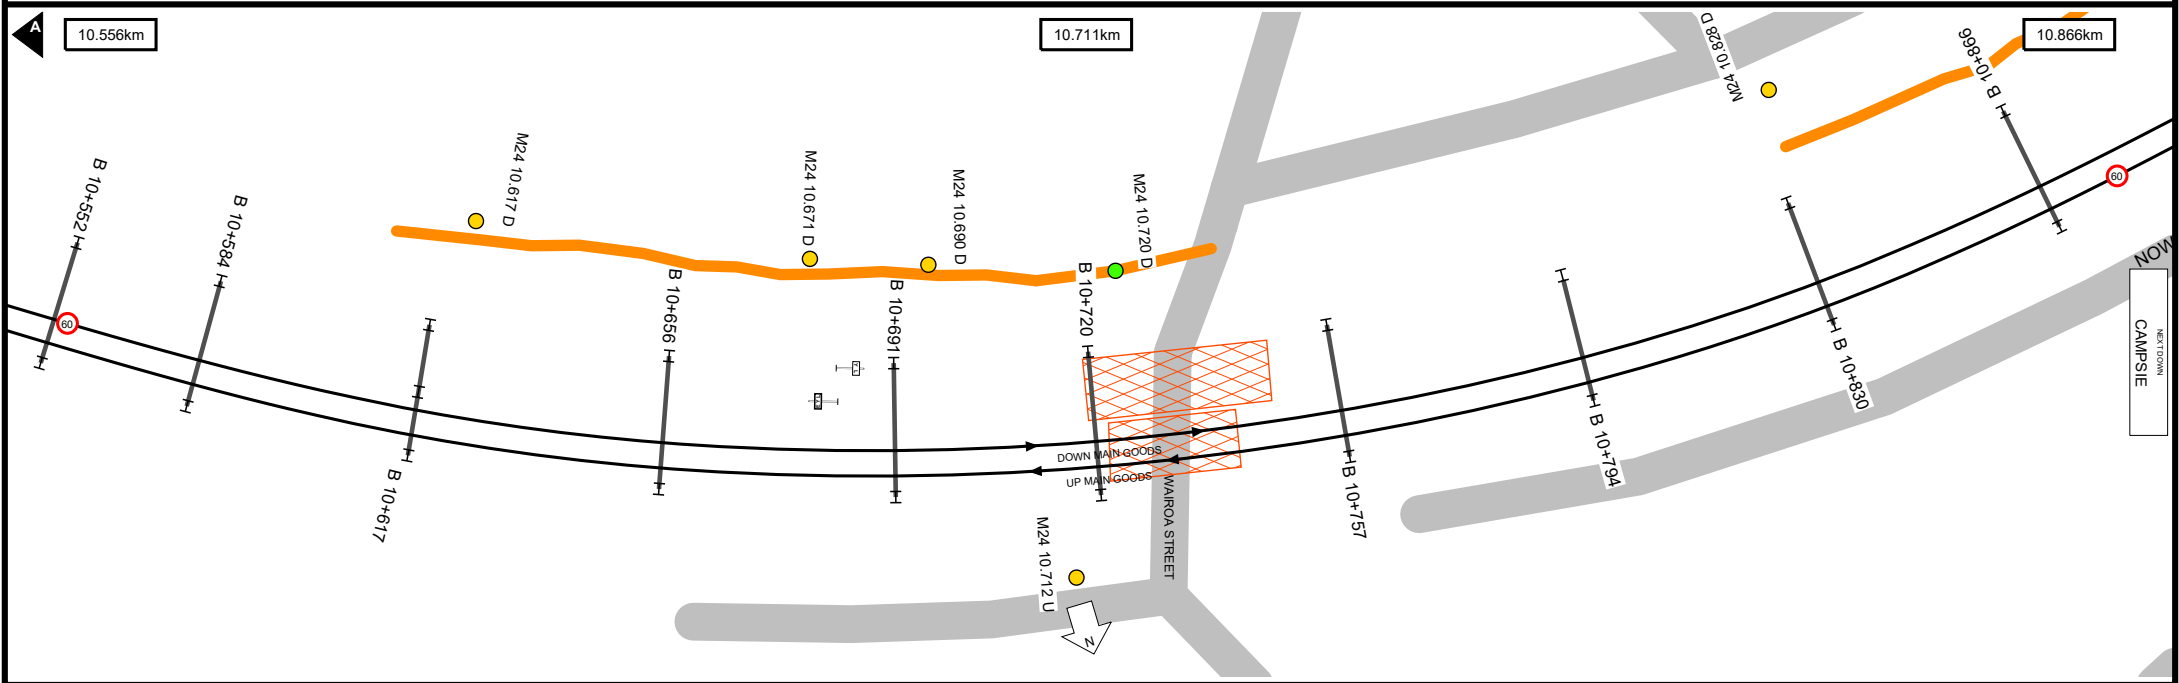 A
10.556km
10.711km
10.866km
M24 10.828 D
B 10+866
B 10+552
B 10+584
M24 10.617 D
M24 10.671 D
M24 10.690 D
M24 10.720 D
B 10+656
B 10+691
B 10+720
60
60
B 10+617
DOWN MAIN GOODS
UP MAIN GOODS
WAIROA STREET
B 10+757
B 10+794
B 10+830
M24 10.712 U
N
NOW
NEXT DOWN
CAMPSIE